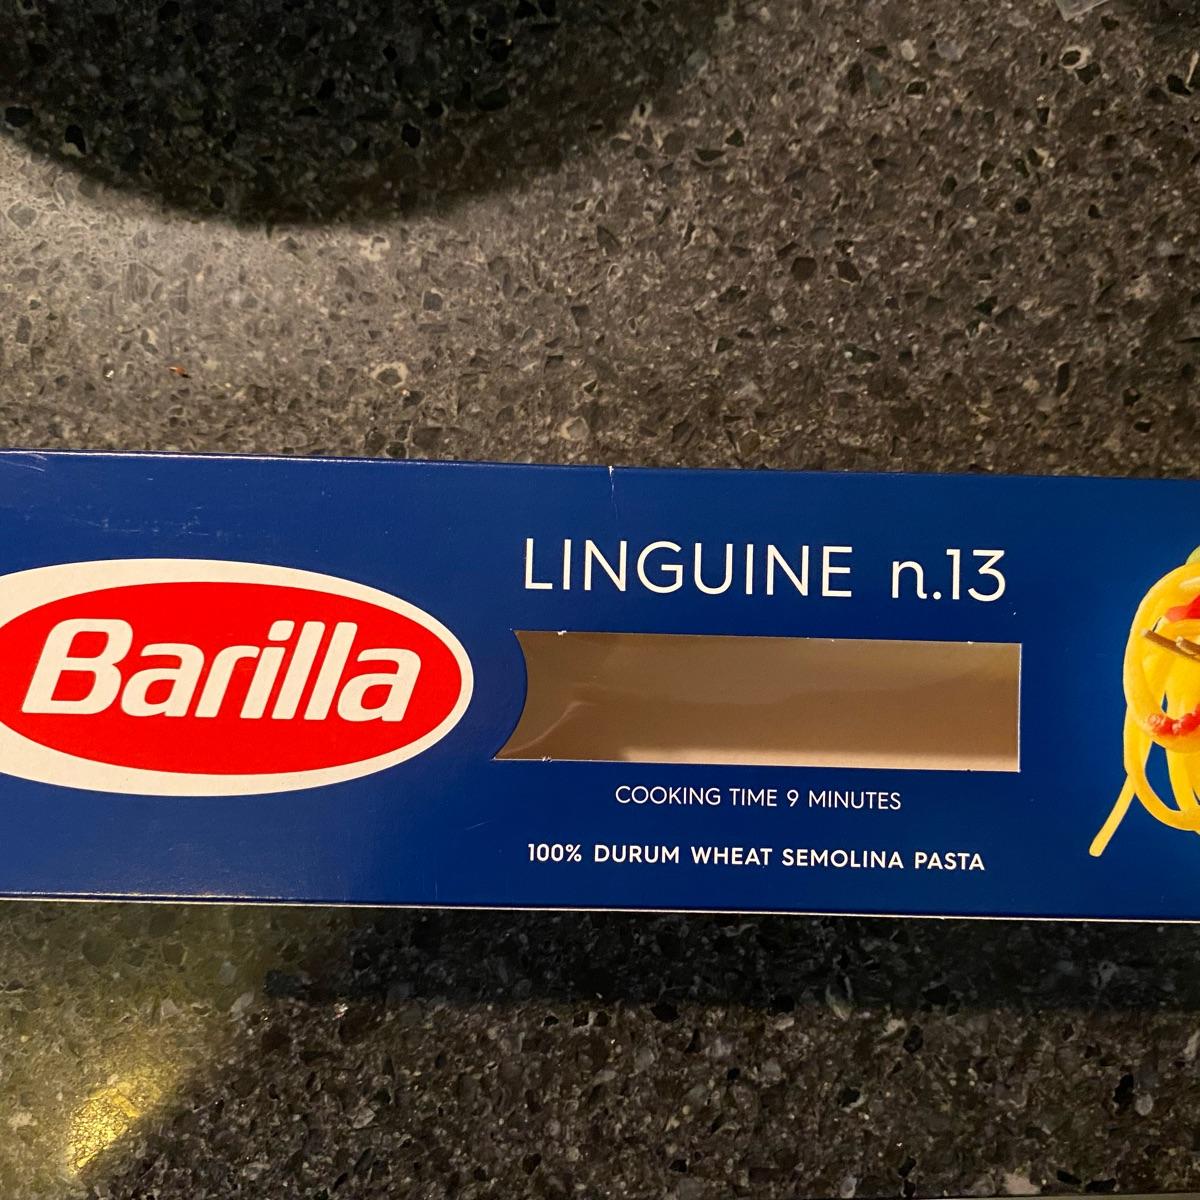 Barilla
LINGUINE n.13
COOKING TIME 9 MINUTES
100% DURUM WHEAT SEMOLINA PASTA